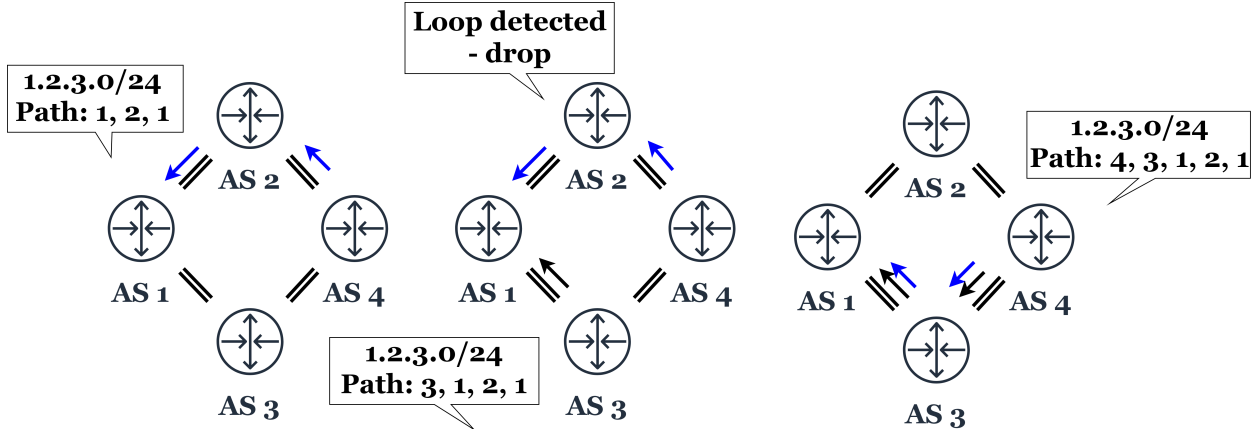 1.2.3.0/24
Path: 1, 2, 1
AS 2
AS 1
AS 4
AS 3
Loop detected
- drop
AS 2
AS 1
AS 4
1.2.3.0/24
Path: 3, 1, 2, 1
AS 3
1.2.3.0/24
Path: 4, 3, 1, 2, 1
AS 2
AS 1
AS 4
AS 3